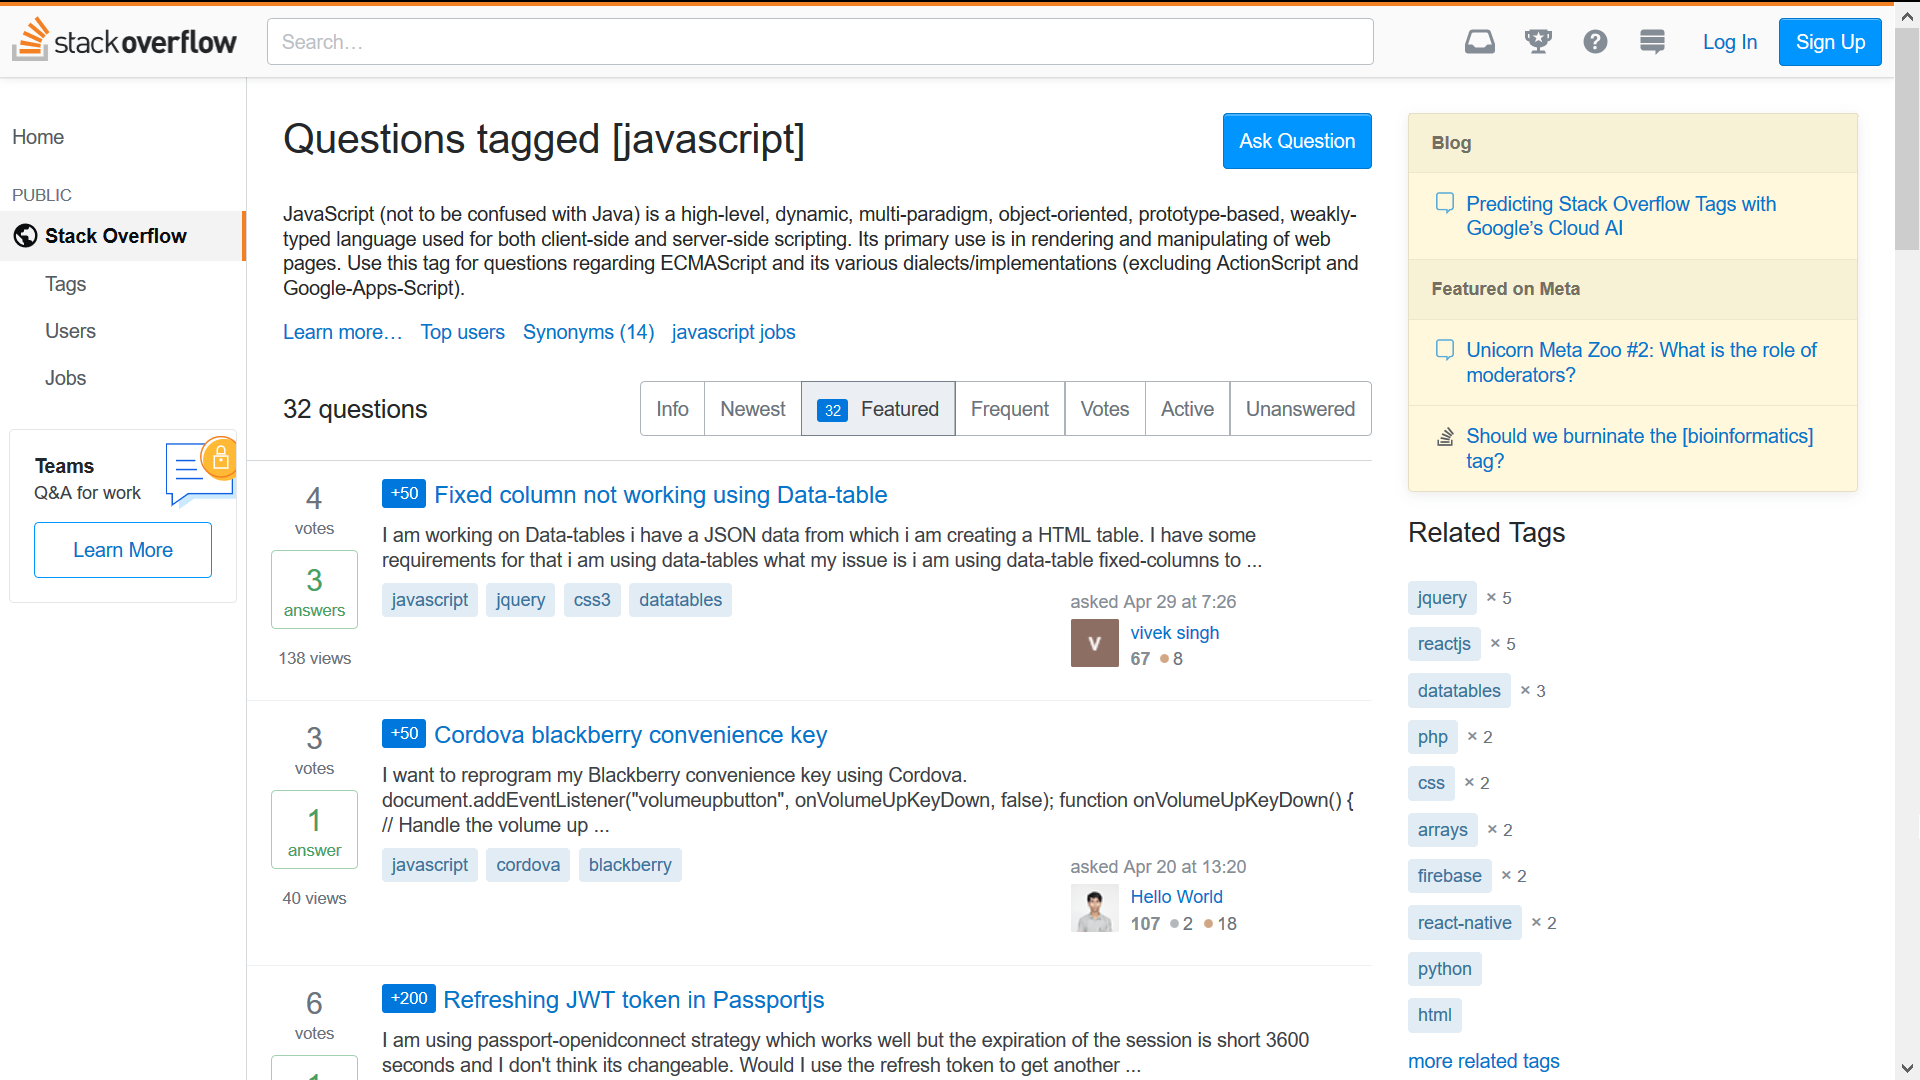 stack overflow
Search…
Log In
Sign Up
Home
PUBLIC
Stack Overflow
Tags
Users
Jobs
Teams
Q&A for work
Learn More
Questions tagged [javascript]
Ask Question
JavaScript (not to be confused with Java) is a high-level, dynamic, multi-paradigm, object-oriented, prototype-based, weakly-
typed language used for both client-side and server-side scripting. Its primary use is in rendering and manipulating of web
pages. Use this tag for questions regarding ECMAScript and its various dialects/implementations (excluding ActionScript and
Google-Apps-Script).
Learn more… Top users Synonyms (14) javascript jobs
32 questions
Info Newest 32 Featured Frequent Votes Active Unanswered
4
votes
3
answers
138 views
+50 Fixed column not working using Data-table
I am working on Data-tables i have a JSON data from which i am creating a HTML table. I have some
requirements for that i am using data-tables what my issue is i am using data-table fixed-columns to ...
javascript jquery css3 datatables
asked Apr 29 at 7:26
V
vivek singh
67 8
3
votes
1
answer
40 views
+50 Cordova blackberry convenience key
I want to reprogram my Blackberry convenience key using Cordova.
document.addEventListener("volumeupbutton", onVolumeUpKeyDown, false); function onVolumeUpKeyDown() {
// Handle the volume up ...
javascript cordova blackberry
asked Apr 20 at 13:20
Hello World
107 2 18
6
votes
1
+200 Refreshing JWT token in Passportjs
I am using passport-openidconnect strategy which works well but the expiration of the session is short 3600
seconds and I don't think its changeable. Would I use the refresh token to get another ...
Blog
Predicting Stack Overflow Tags with
Google's Cloud AI
Featured on Meta
Unicorn Meta Zoo #2: What is the role of
moderators?
Should we burninate the [bioinformatics]
tag?
Related Tags
jquery × 5
reactjs × 5
datatables × 3
php × 2
css × 2
arrays × 2
firebase × 2
react-native × 2
python
html
more related tags